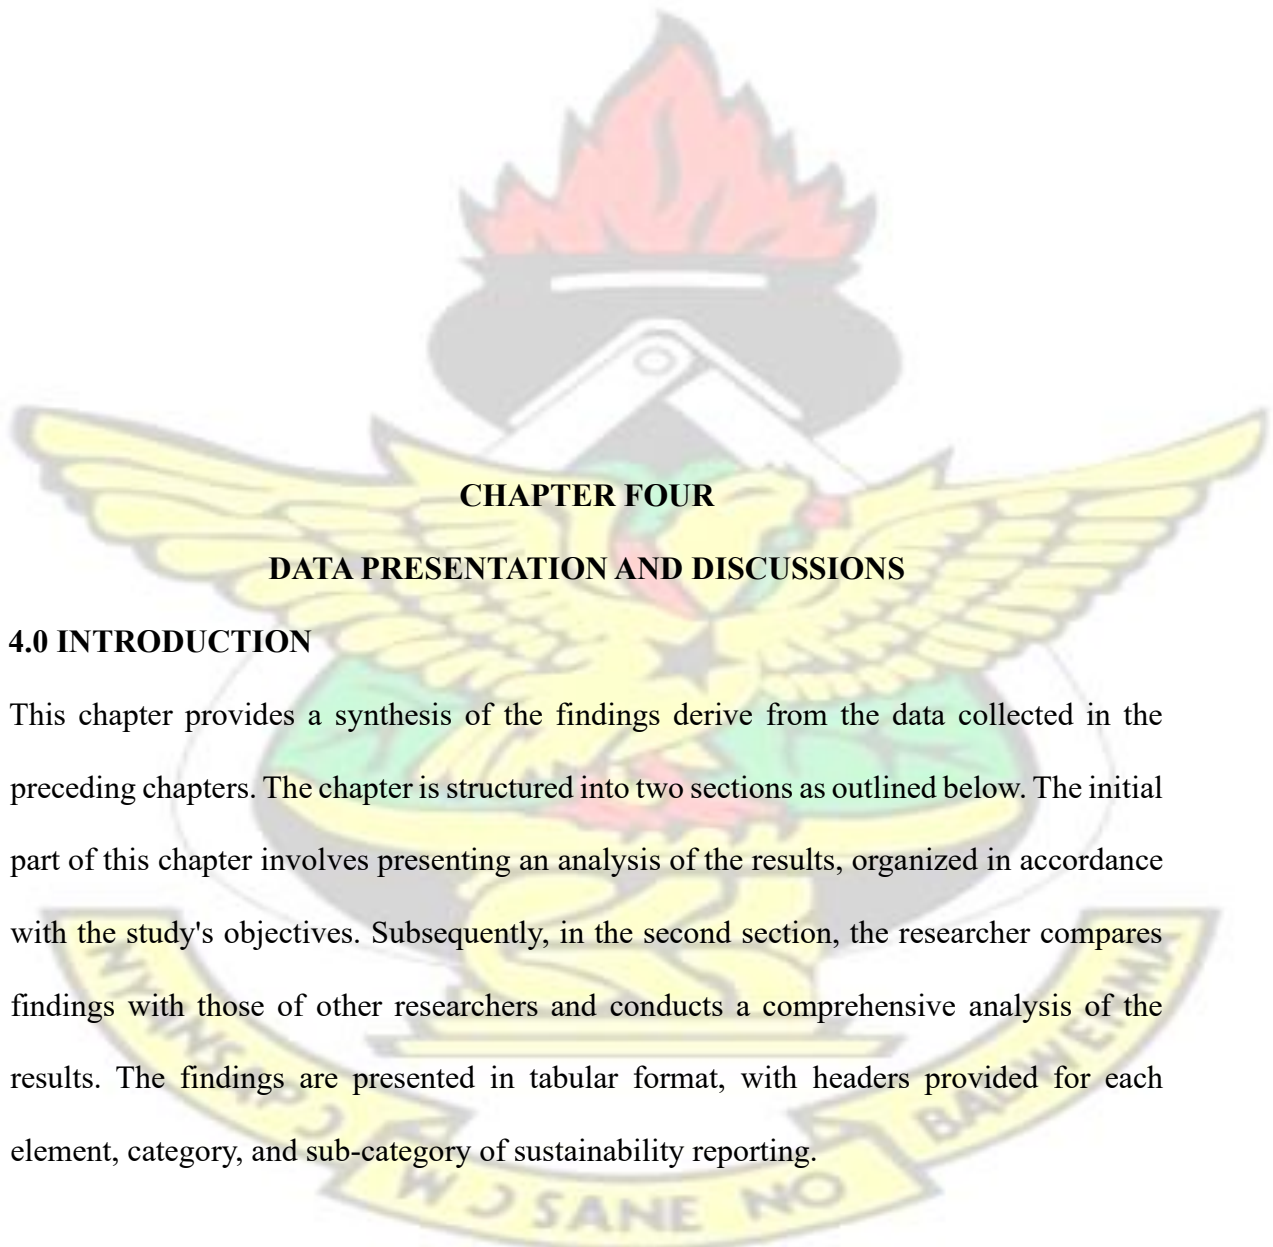 CHAPTER FOUR
DATA PRESENTATION AND DISCUSSIONS
4.0 INTRODUCTION
This chapter provides a synthesis of the findings derive from the data collected in the
preceding chapters. The chapter is structured into two sections as outlined below. The initial
part of this chapter involves presenting an analysis of the results, organized in accordance
with the study's objectives. Subsequently, in the second section, the researcher compares
findings with those of other researchers and conducts a comprehensive analysis of the
results. The findings are presented in tabular format, with headers provided for each
element, category, and sub-category of sustainability reporting.
NYANSAPƆ
WƆSANE NO
BADWENMA